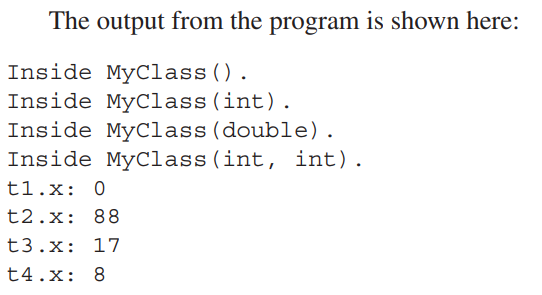 The output from the program is shown here:
Inside MyClass().
Inside MyClass(int).
Inside MyClass(double).
Inside MyClass(int, int).
t1.x: 0
t2.x: 88
t3.x: 17
t4.x: 8